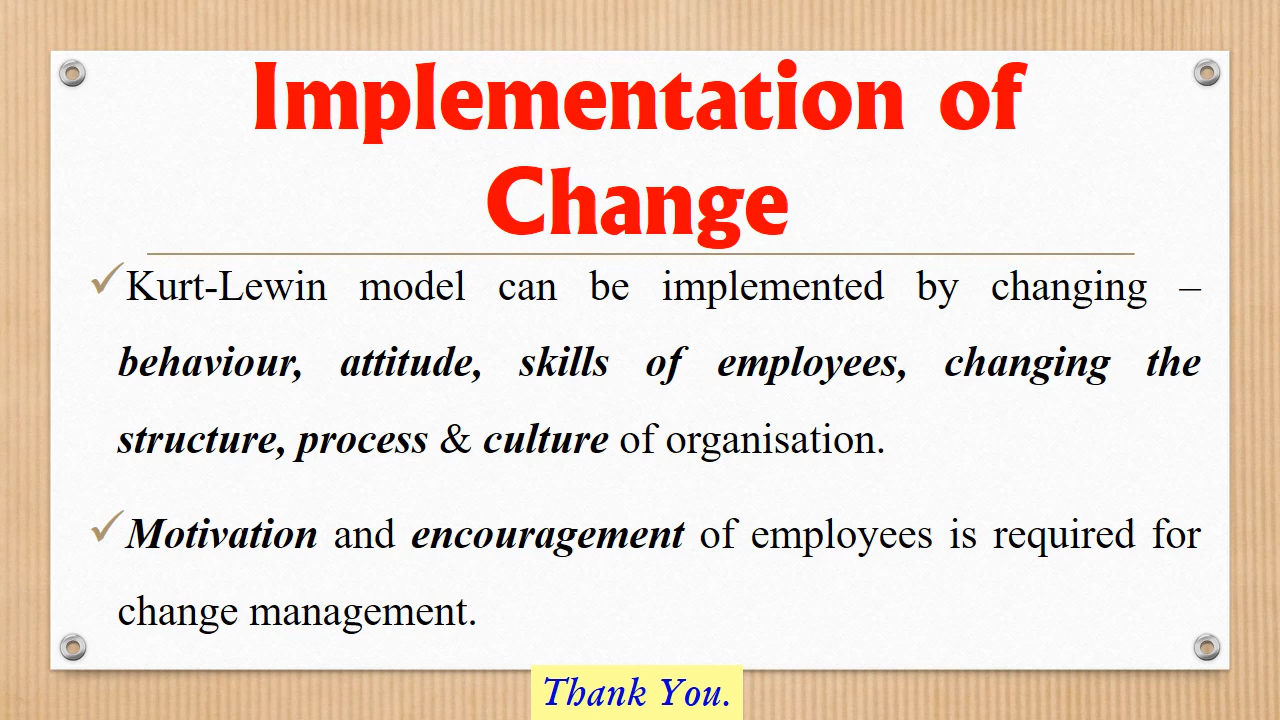 Implementation of
Change
✓Kurt-Lewin model can be implemented by changing –
behaviour, attitude, skills of employees, changing the
structure, process & culture of organisation.
✓Motivation and encouragement of employees is required for
change management.
Thank You.